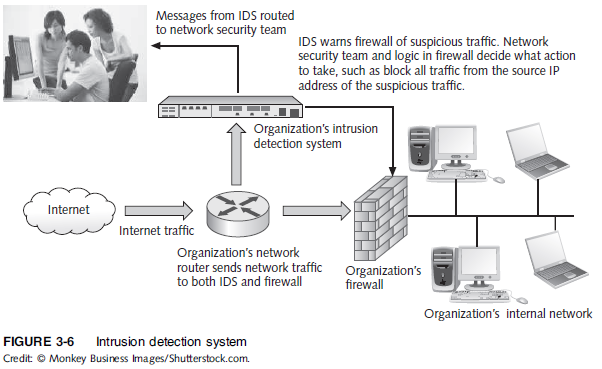 Messages from IDS routed
to network security team
IDS warns firewall of suspicious traffic. Network
security team and logic in firewall decide what action
to take, such as block all traffic from the source IP
address of the suspicious traffic.
Organization's intrusion
detection system
Internet
Internet traffic
Organization's network
router sends network traffic
to both IDS and firewall
Organization's
firewall
Organization's internal network
FIGURE 3-6 Intrusion detection system
Credit: © Monkey Business Images/Shutterstock.com.